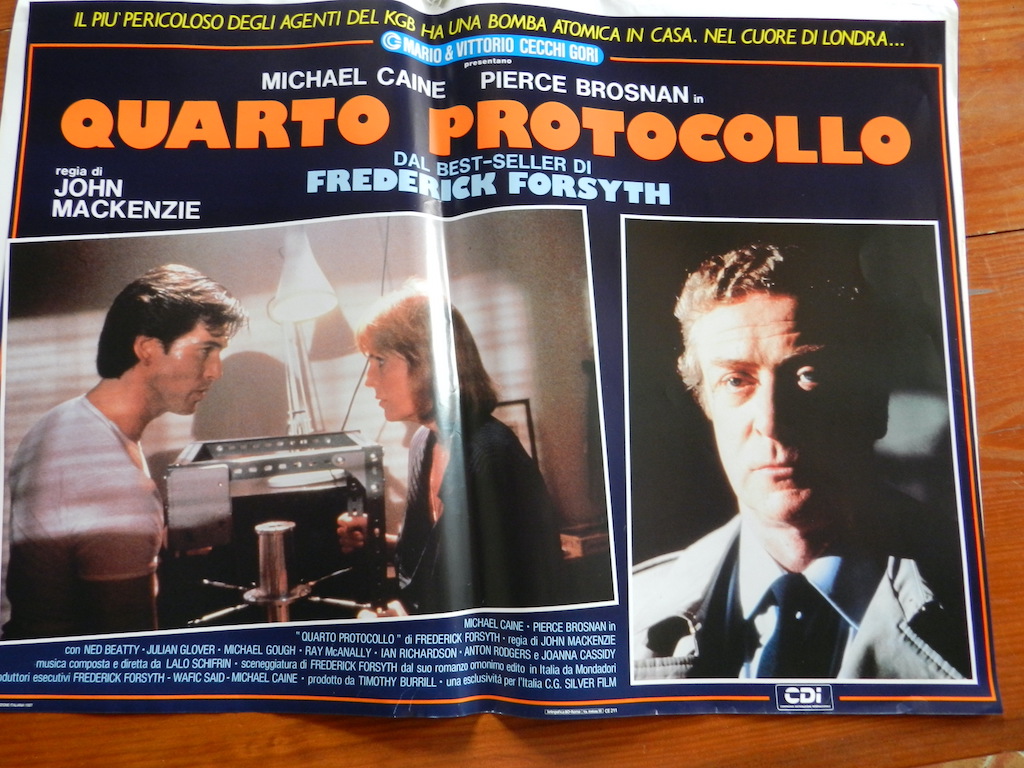 IL PIU' PERICOLOSO DEGLI AGENTI DEL KGB HA UNA BOMBA ATOMICA IN CASA. NEL CUORE DI LONDRA...
MARIO & VITTORIO CECCHI GORI
presentano
MICHAEL CAINE PIERCE BROSNAN in
QUARTO PROTOCOLLO
DAL BEST-SELLER DI
FREDERICK FORSYTH
regia di
JOHN
MACKENZIE
MICHAEL CAINE · PIERCE BROSNAN in
"QUARTO PROTOCOLLO" di FREDERICK FORSYTH · regia di JOHN MACKENZIE
con NED BEATTY · JULIAN GLOVER · MICHAEL GOUGH · RAY McANALLY · IAN RICHARDSON · ANTON RODGERS e JOANNA CASSIDY
musica composta e diretta da LALO SCHIFRIN · sceneggiatura di FREDERICK FORSYTH dal suo romanzo omonimo edito in Italia da Mondadori
oduttori esecutivi FREDERICK FORSYTH - WAFIC SAID - MICHAEL CAINE · prodotto da TIMOTHY BURRILL · una esclusività per l'Italia C.G. SILVER FILM
CDi